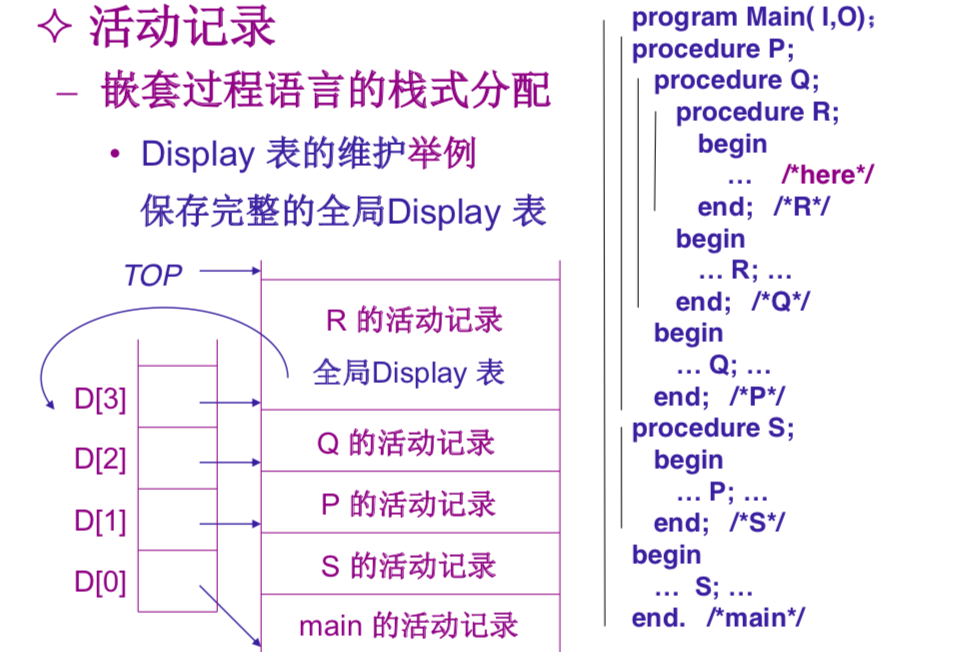 ✧ 活动记录
– 嵌套过程语言的栈式分配
• Display 表的维护举例
保存完整的全局Display 表
TOP
R 的活动记录
全局Display 表
D[3]
Q 的活动记录
D[2]
P 的活动记录
D[1]
S 的活动记录
D[0]
main 的活动记录
program Main( I,O);
procedure P;
procedure Q;
procedure R;
begin
… /*here*/
end; /*R*/
begin
… R; …
end; /*Q*/
begin
… Q; …
end; /*P*/
procedure S;
begin
… P; …
end; /*S*/
begin
… S; …
end. /*main*/